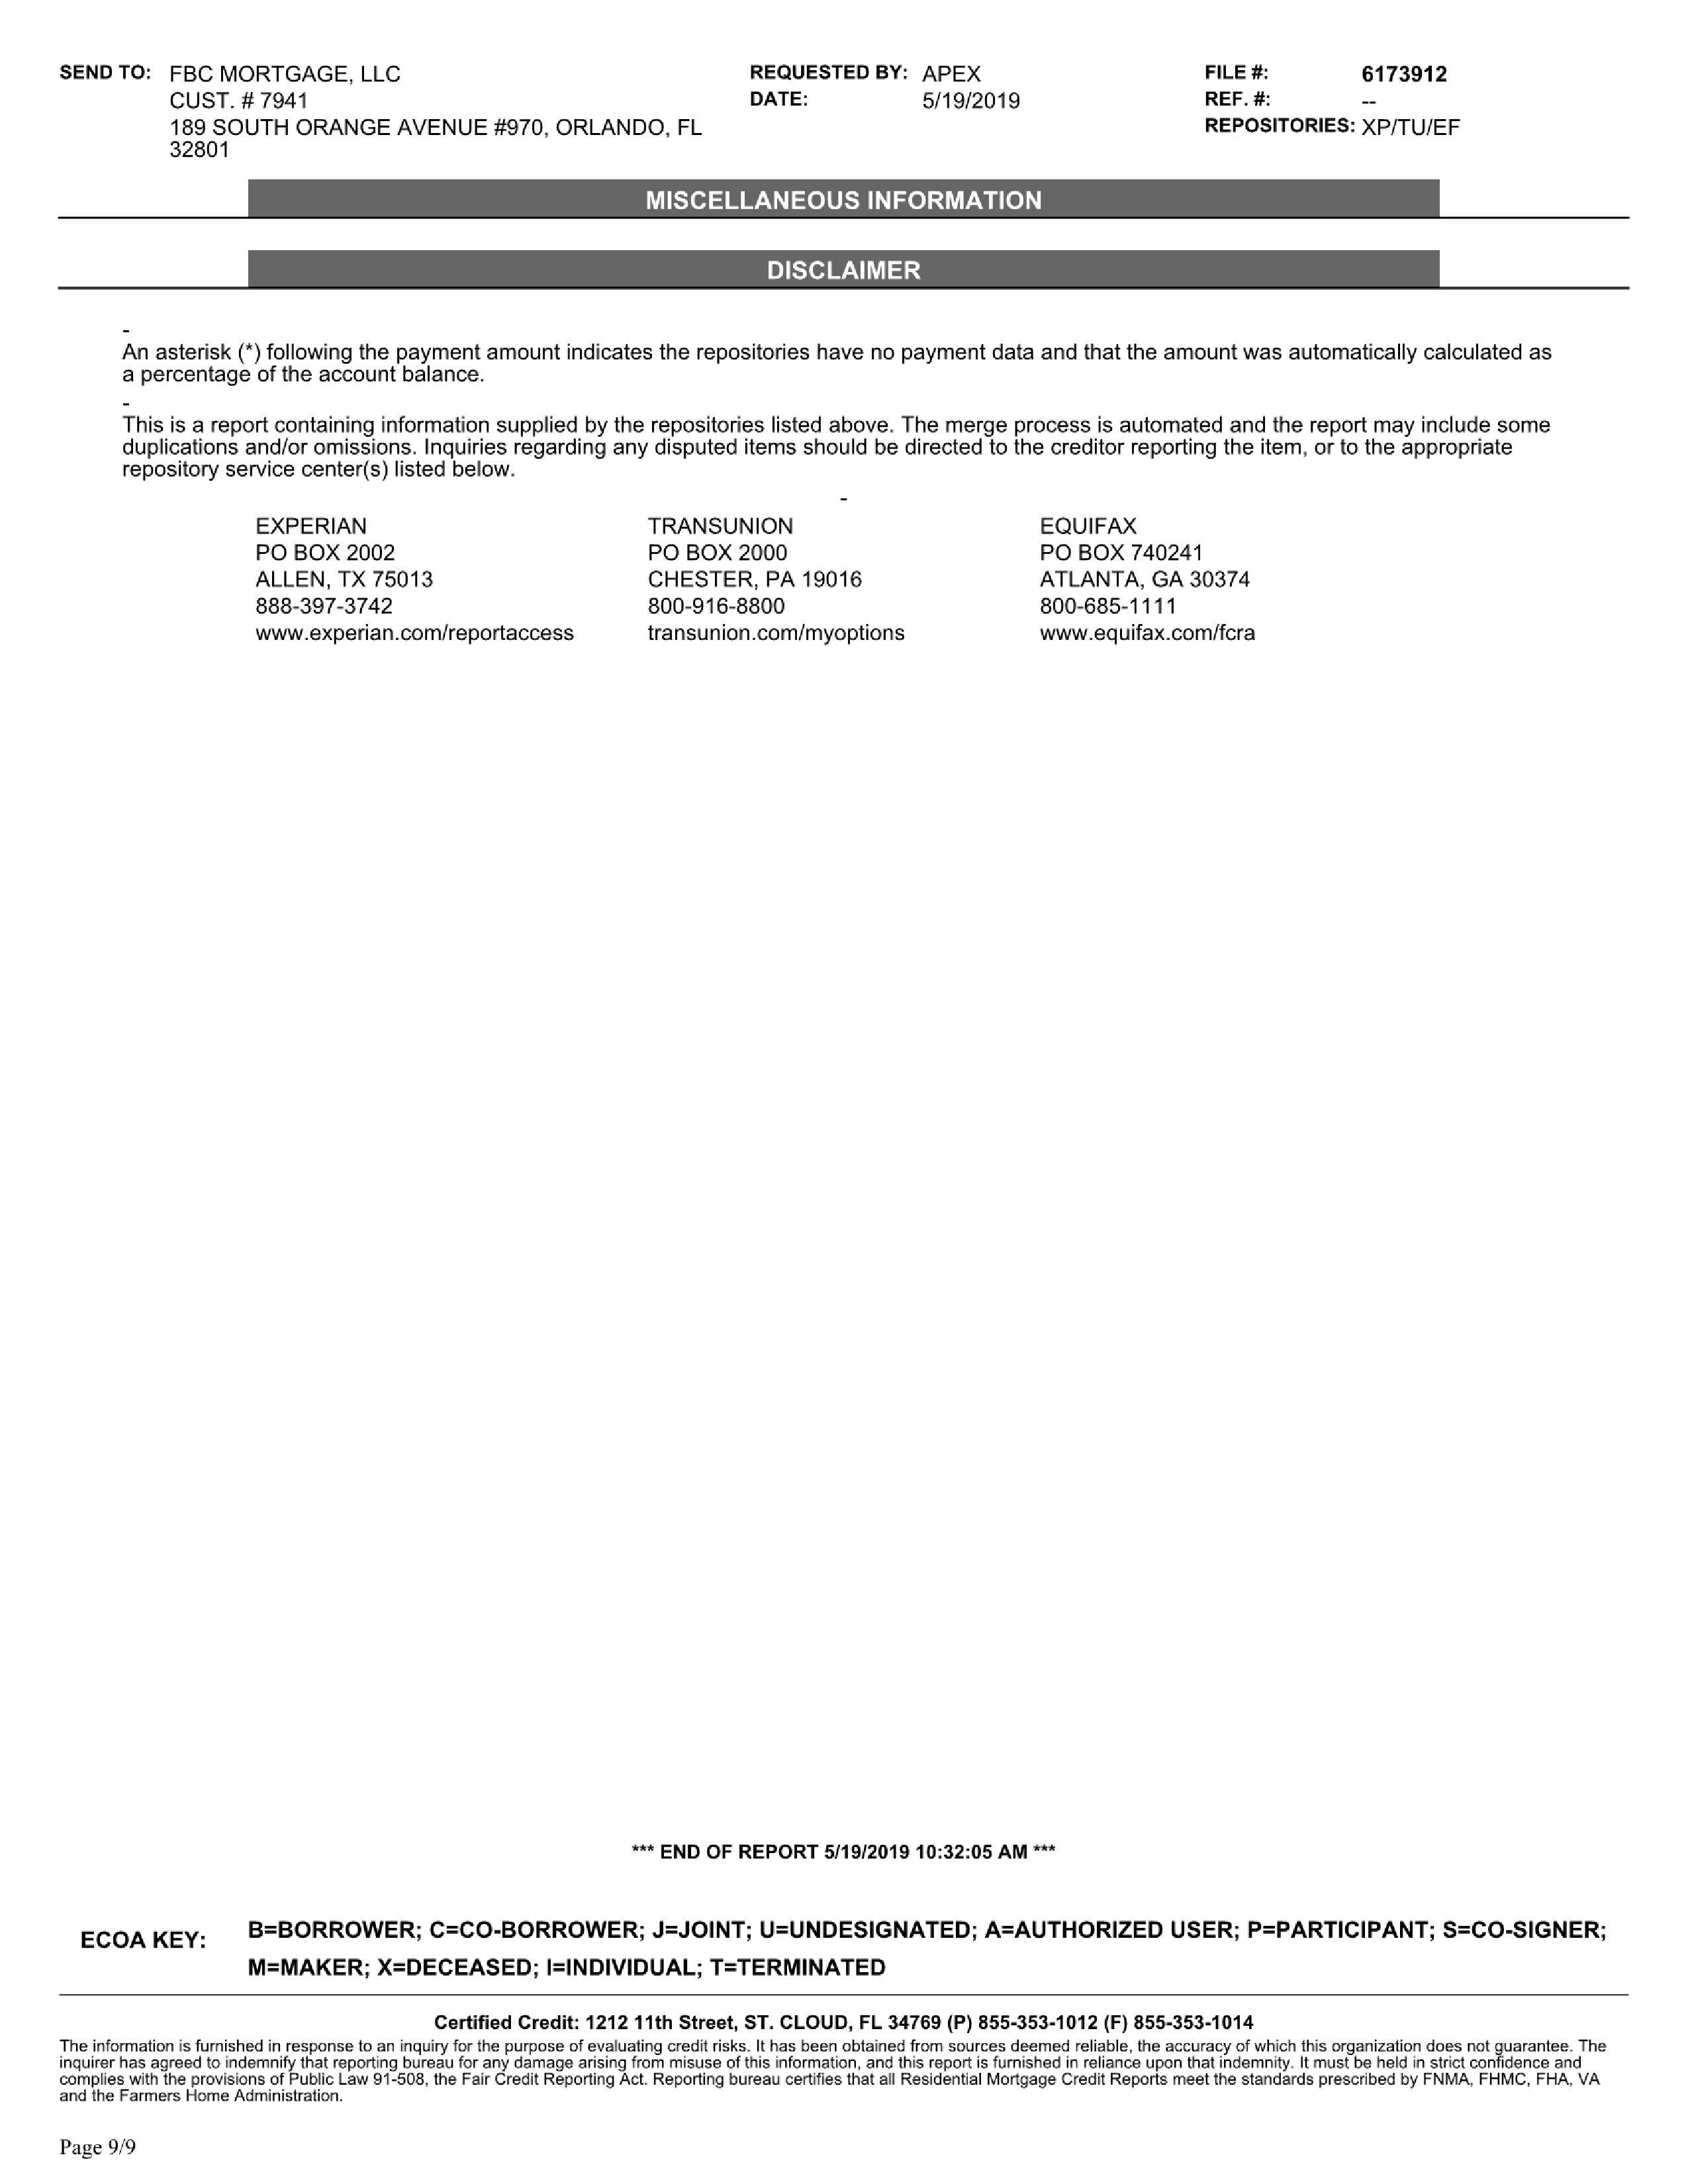 SEND TO: FBC MORTGAGE, LLC REQUESTED BY: APEX FILE #: 6173912
CUST. # 7941 DATE: 5/19/2019 REF. #: --
189 SOUTH ORANGE AVENUE #970, ORLANDO, FL REPOSITORIES: XP/TU/EF
32801
MISCELLANEOUS INFORMATION
DISCLAIMER
-
An asterisk (*) following the payment amount indicates the repositories have no payment data and that the amount was automatically calculated as
a percentage of the account balance.
-
This is a report containing information supplied by the repositories listed above. The merge process is automated and the report may include some
duplications and/or omissions. Inquiries regarding any disputed items should be directed to the creditor reporting the item, or to the appropriate
repository service center(s) listed below.
-
EXPERIAN TRANSUNION EQUIFAX
PO BOX 2002 PO BOX 2000 PO BOX 740241
ALLEN, TX 75013 CHESTER, PA 19016 ATLANTA, GA 30374
888-397-3742 800-916-8800 800-685-1111
www.experian.com/reportaccess transunion.com/myoptions www.equifax.com/fcra
*** END OF REPORT 5/19/2019 10:32:05 AM ***
ECOA KEY: B=BORROWER; C=CO-BORROWER; J=JOINT; U=UNDESIGNATED; A=AUTHORIZED USER; P=PARTICIPANT; S=CO-SIGNER;
M=MAKER; X=DECEASED; I=INDIVIDUAL; T=TERMINATED
Certified Credit: 1212 11th Street, ST. CLOUD, FL 34769 (P) 855-353-1012 (F) 855-353-1014
The information is furnished in response to an inquiry for the purpose of evaluating credit risks. It has been obtained from sources deemed reliable, the accuracy of which this organization does not guarantee. The
inquirer has agreed to indemnify that reporting bureau for any damage arising from misuse of this information, and this report is furnished in reliance upon that indemnity. It must be held in strict confidence and
complies with the provisions of Public Law 91-508, the Fair Credit Reporting Act. Reporting bureau certifies that all Residential Mortgage Credit Reports meet the standards prescribed by FNMA, FHMC, FHA, VA
and the Farmers Home Administration.
Page 9/9